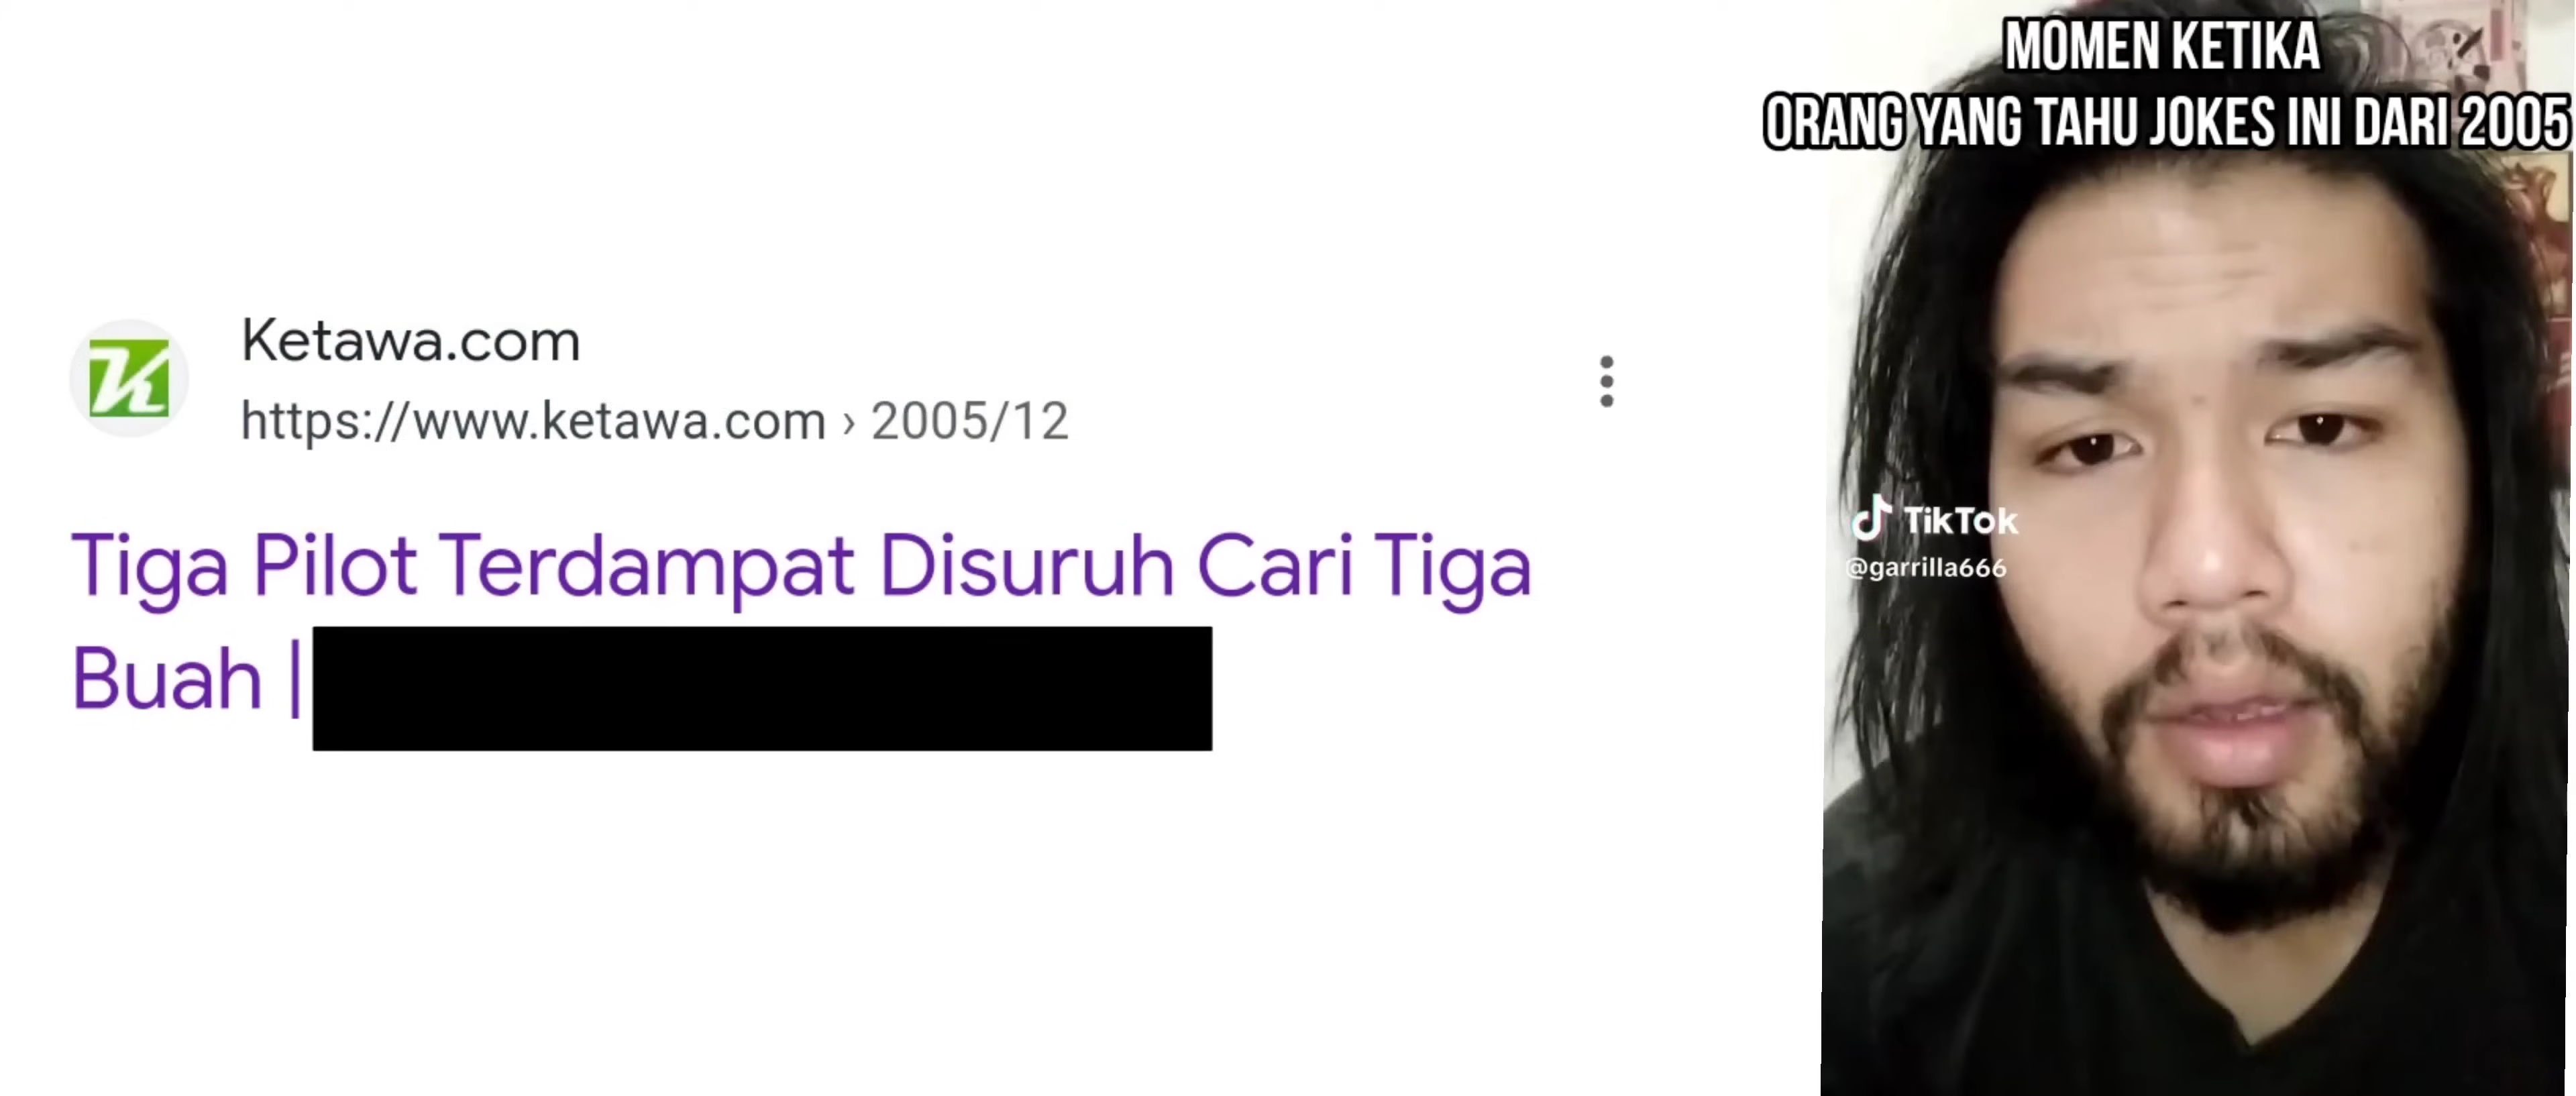 Ketawa.com
https://www.ketawa.com › 2005/12
Tiga Pilot Terdampat Disuruh Cari Tiga
Buah |
MOMEN KETIKA
ORANG YANG TAHU JOKES INI DARI 2005
TikTok
@garrilla666